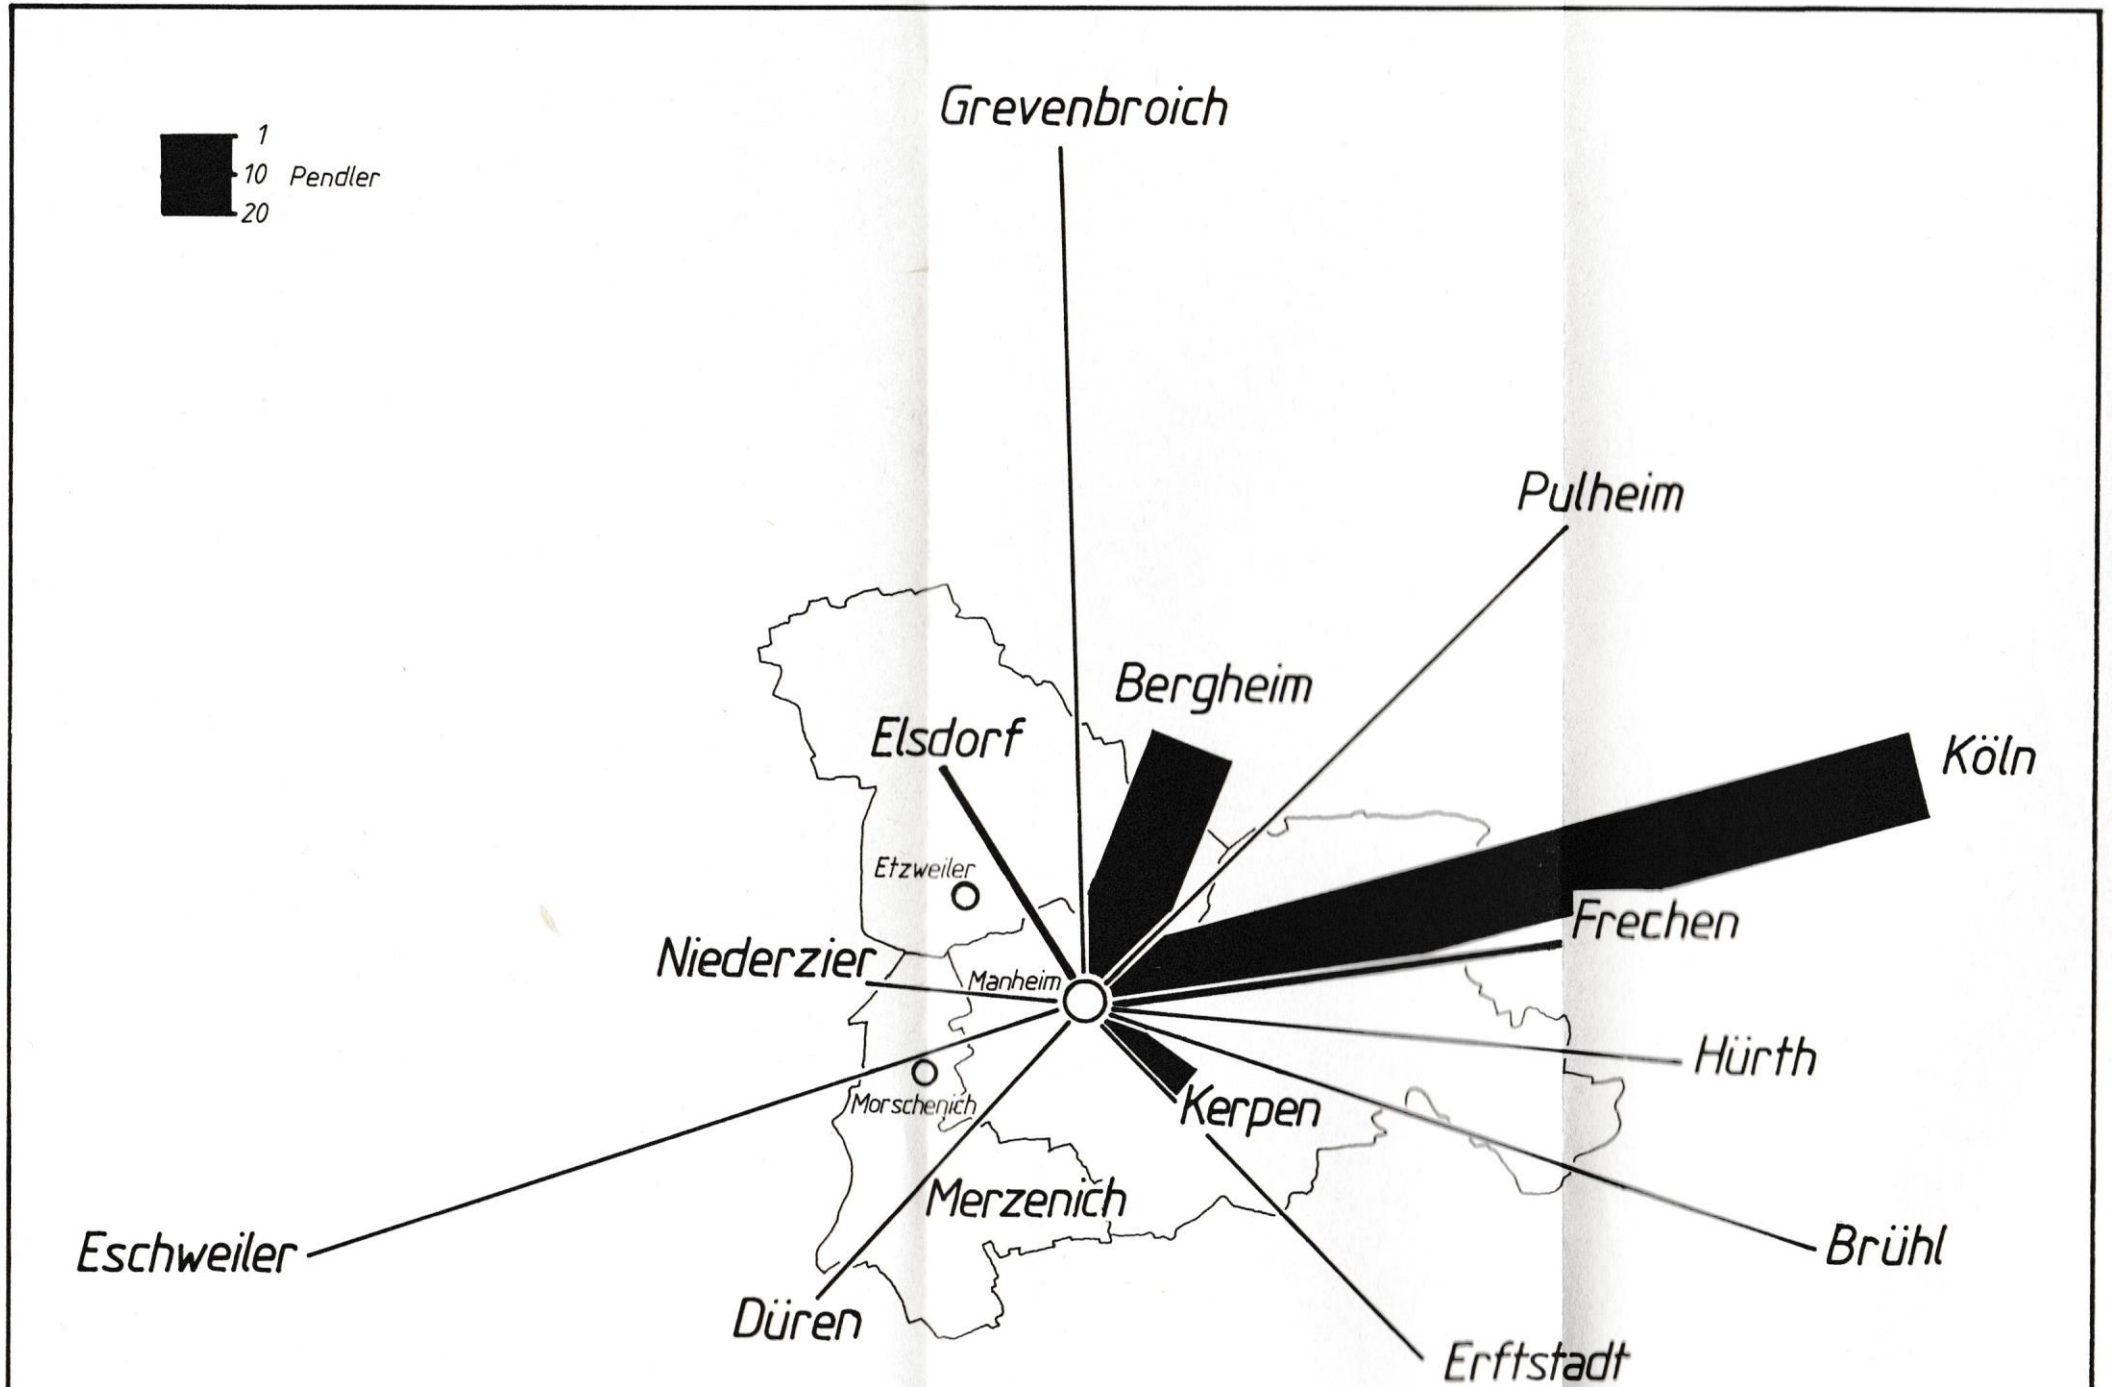 Grevenbroich
1
10 Pendler
20
Pulheim
Bergheim
Elsdorf
Köln
Etzweiler
Frechen
Niederzier
Manheim
Hürth
Morschenich
Kerpen
Merzenich
Eschweiler
Brühl
Düren
Erftstadt